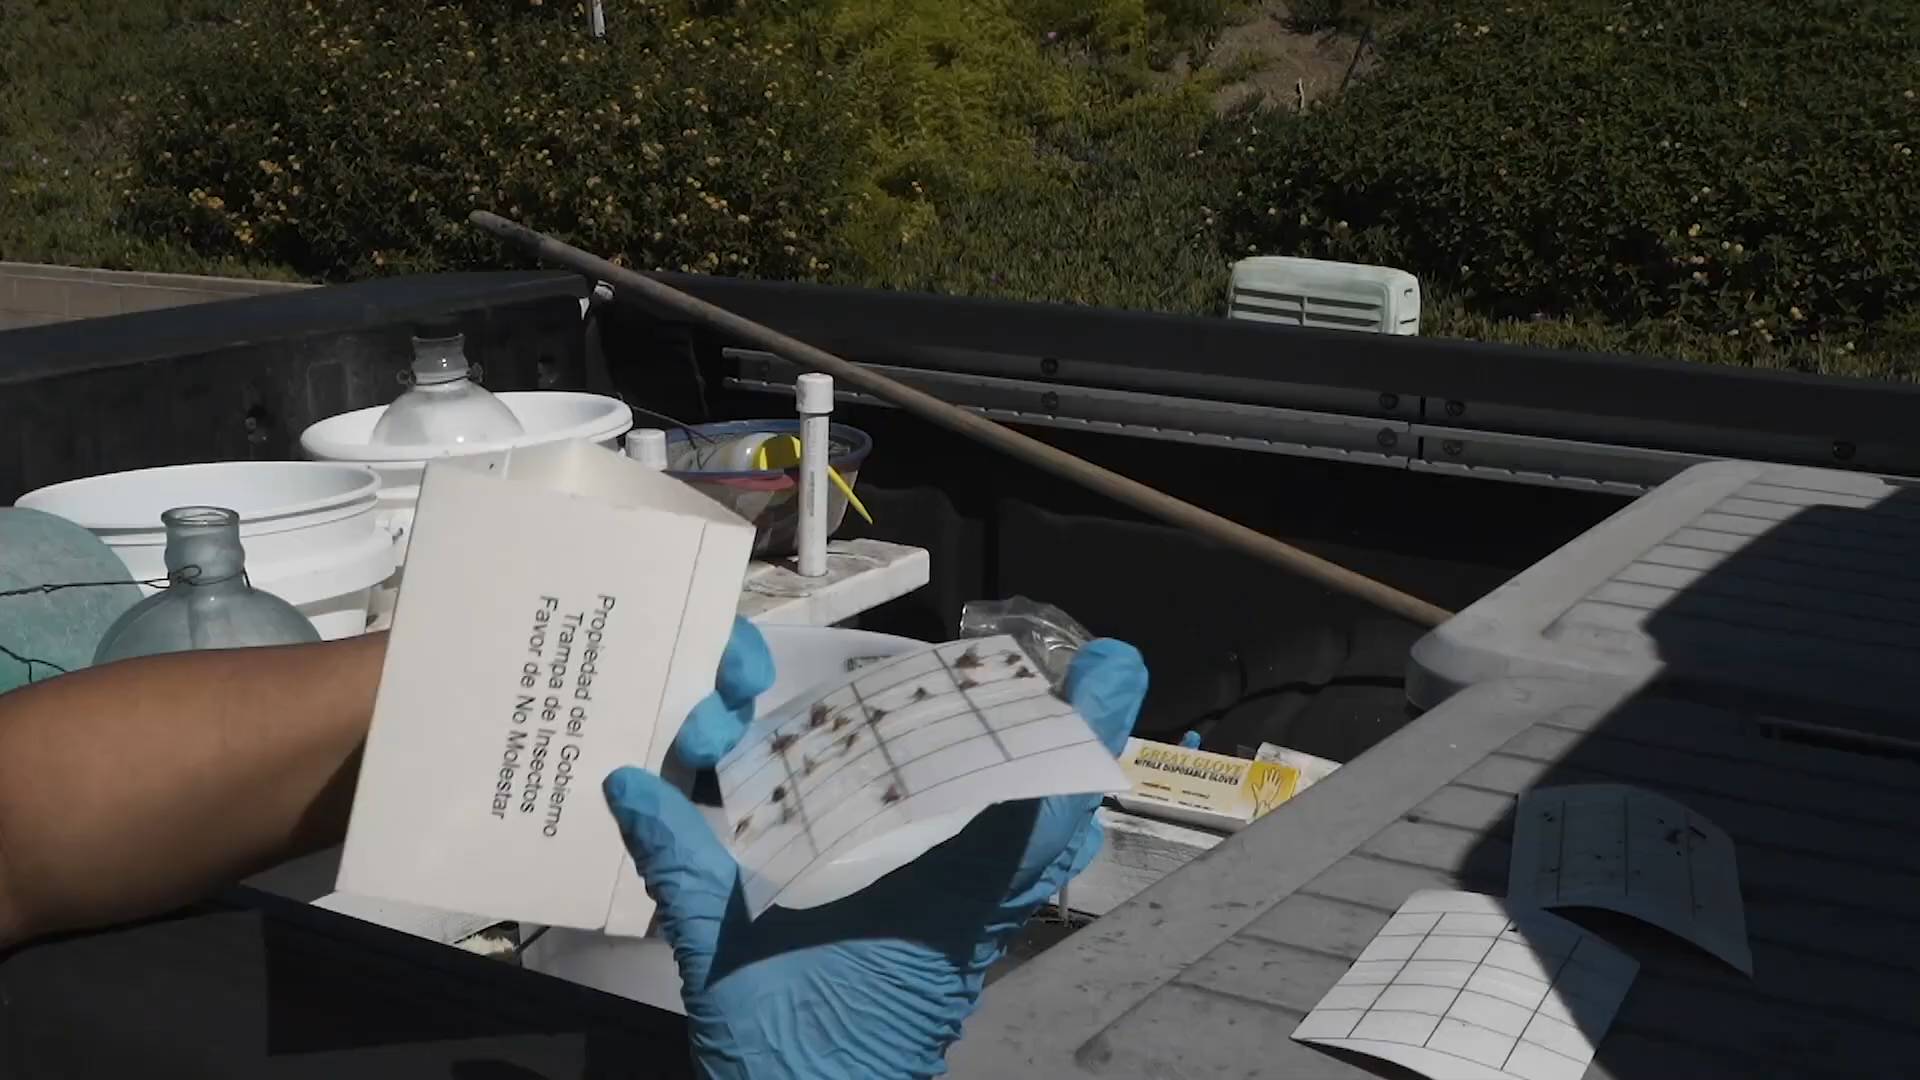 Propiedad del Gobierno
Trampa de Insectos
Favor de No Molestar
GREAT GLOVE
NITRILE DISPOSABLE GLOVES